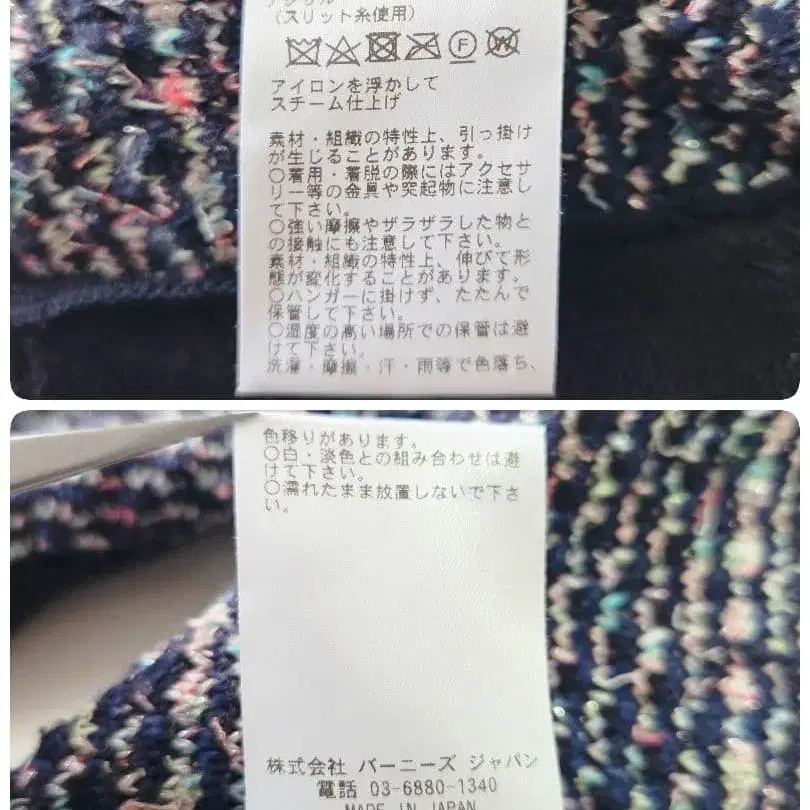 (スリット糸使用)
F W
アイロンを浮かして
スチーム仕上げ
素材・組織の特性上、引っ掛け
が生じることがあります。
○着用・着脱の際にはアクセサ
リー等の金具や突起物に注意し
て下さい。
○強い摩擦やザラザラした物と
の接触にも注意して下さい。
素材・組織の特性上、伸びて形
態が変化することがあります。
○ハンガーに掛けず、たたんで
保管して下さい。
○湿度の高い場所での保管は避
けて下さい。
洗濯・摩擦・汗・雨等で色落ち、
色移りがあります。
○白・淡色との組み合わせは避
けて下さい。
○濡れたまま放置しないで下さ
い。
株式会社 バーニーズ ジャパン
電話 03-6880-1340
MADE IN JAPAN